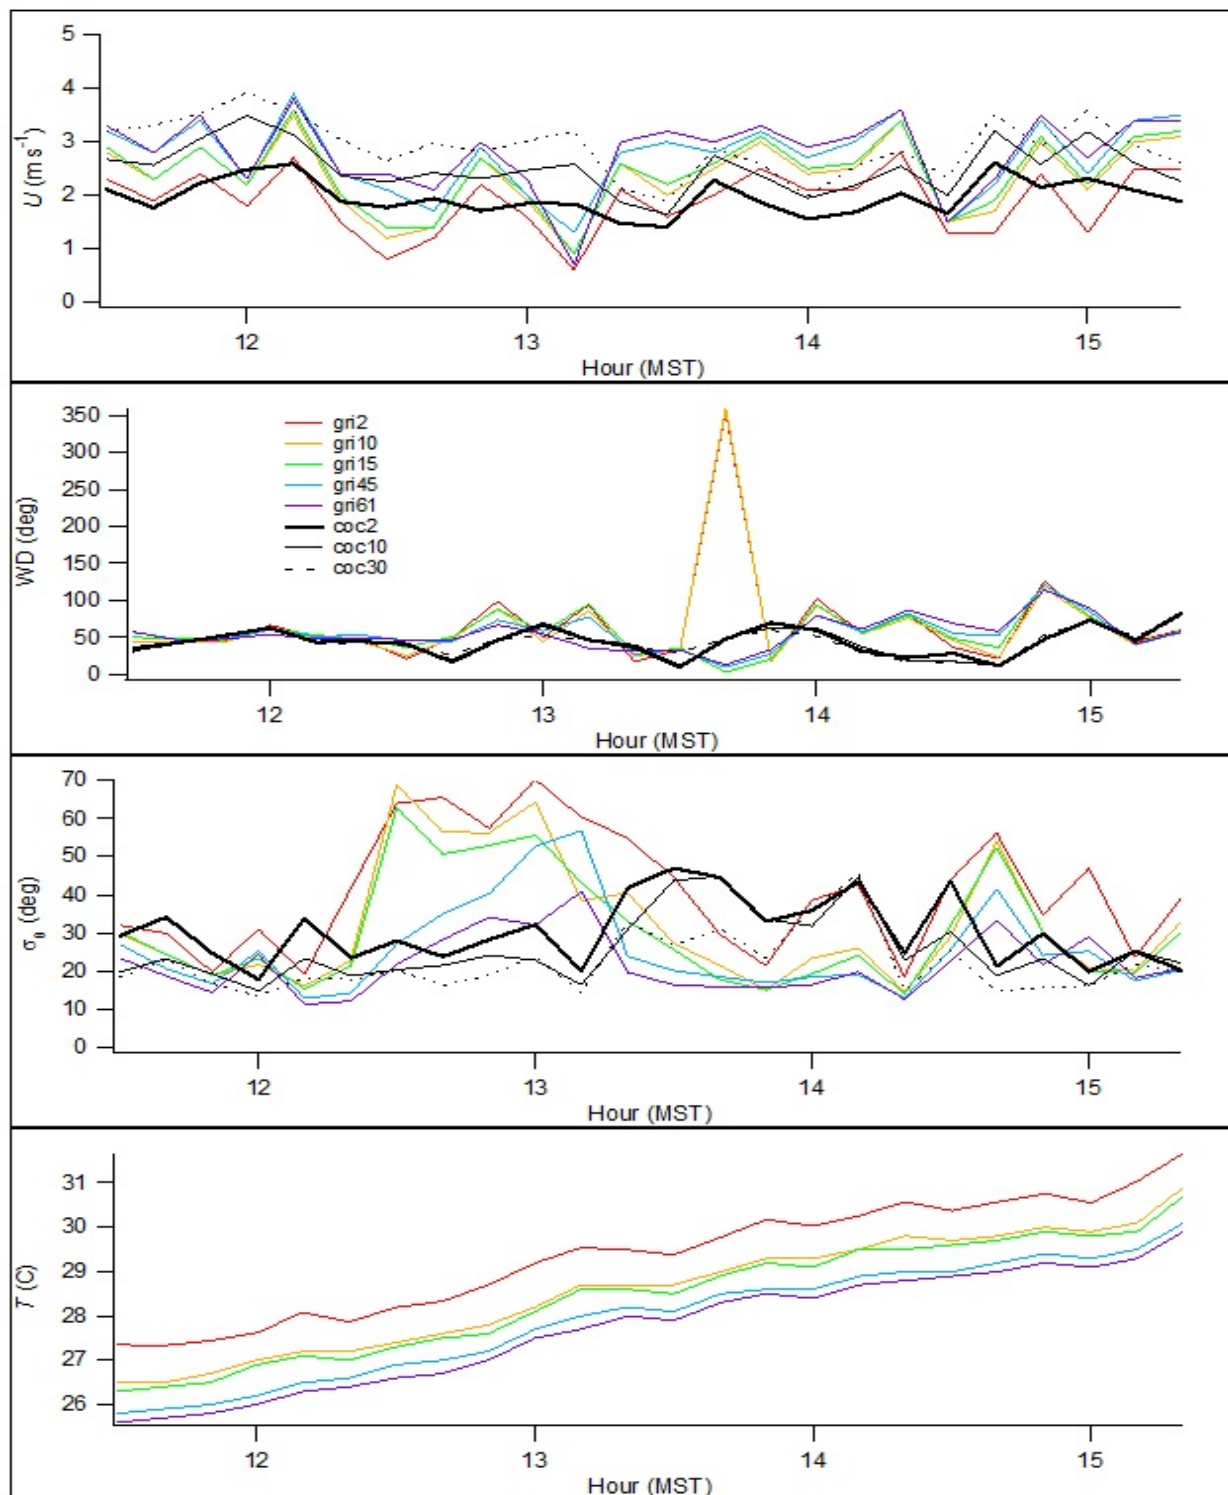 5
4
3
2
1
0
U (m s⁻¹)
12 13 14 15
Hour (MST)
350
300
250
200
150
100
50
0
WD (deg)
gri2
gri10
gri15
gri45
gri61
coc2
coc10
coc30
12 13 14 15
Hour (MST)
70
60
50
40
30
20
10
0
σθ (deg)
12 13 14 15
Hour (MST)
31
30
29
28
27
26
T (C)
12 13 14 15
Hour (MST)